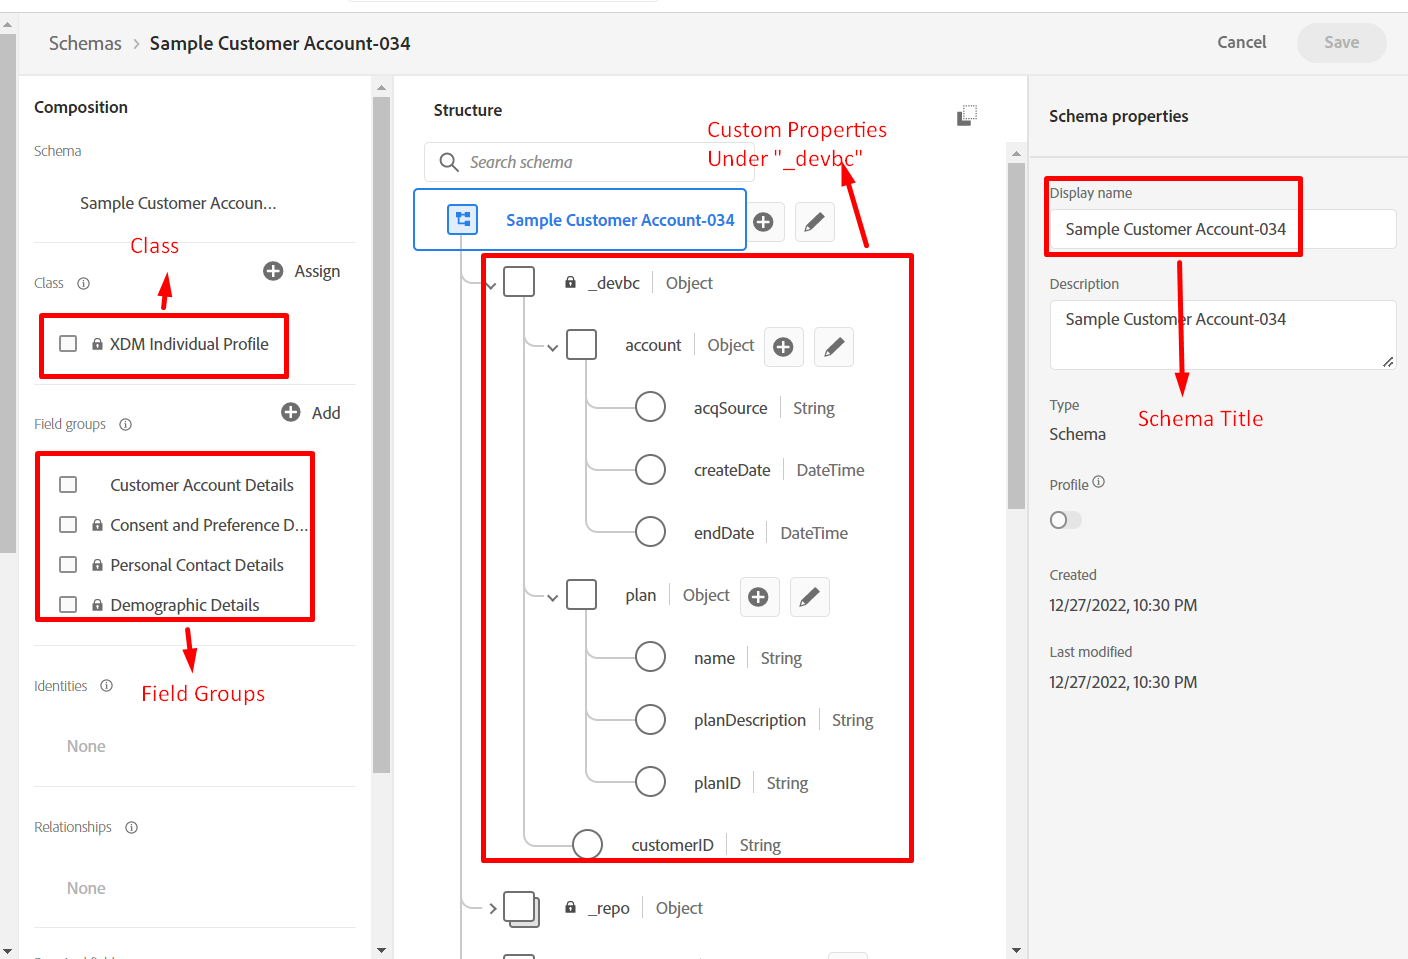 Schemas > Sample Customer Account-034
Cancel
Save
Composition
Schema
Sample Customer Accoun...
Class
Class
Assign
XDM Individual Profile
Field groups
Add
Customer Account Details
Consent and Preference D...
Personal Contact Details
Demographic Details
Field Groups
Identities
None
Relationships
None
Structure
Custom Properties
Under "_devbc"
Search schema
Sample Customer Account-034
_devbc | Object
account | Object
acqSource | String
createDate | DateTime
endDate | DateTime
plan | Object
name | String
planDescription | String
planID | String
customerID | String
_repo | Object
Schema properties
Display name
Sample Customer Account-034
Description
Sample Customer Account-034
Schema Title
Type
Schema
Profile
Created
12/27/2022, 10:30 PM
Last modified
12/27/2022, 10:30 PM